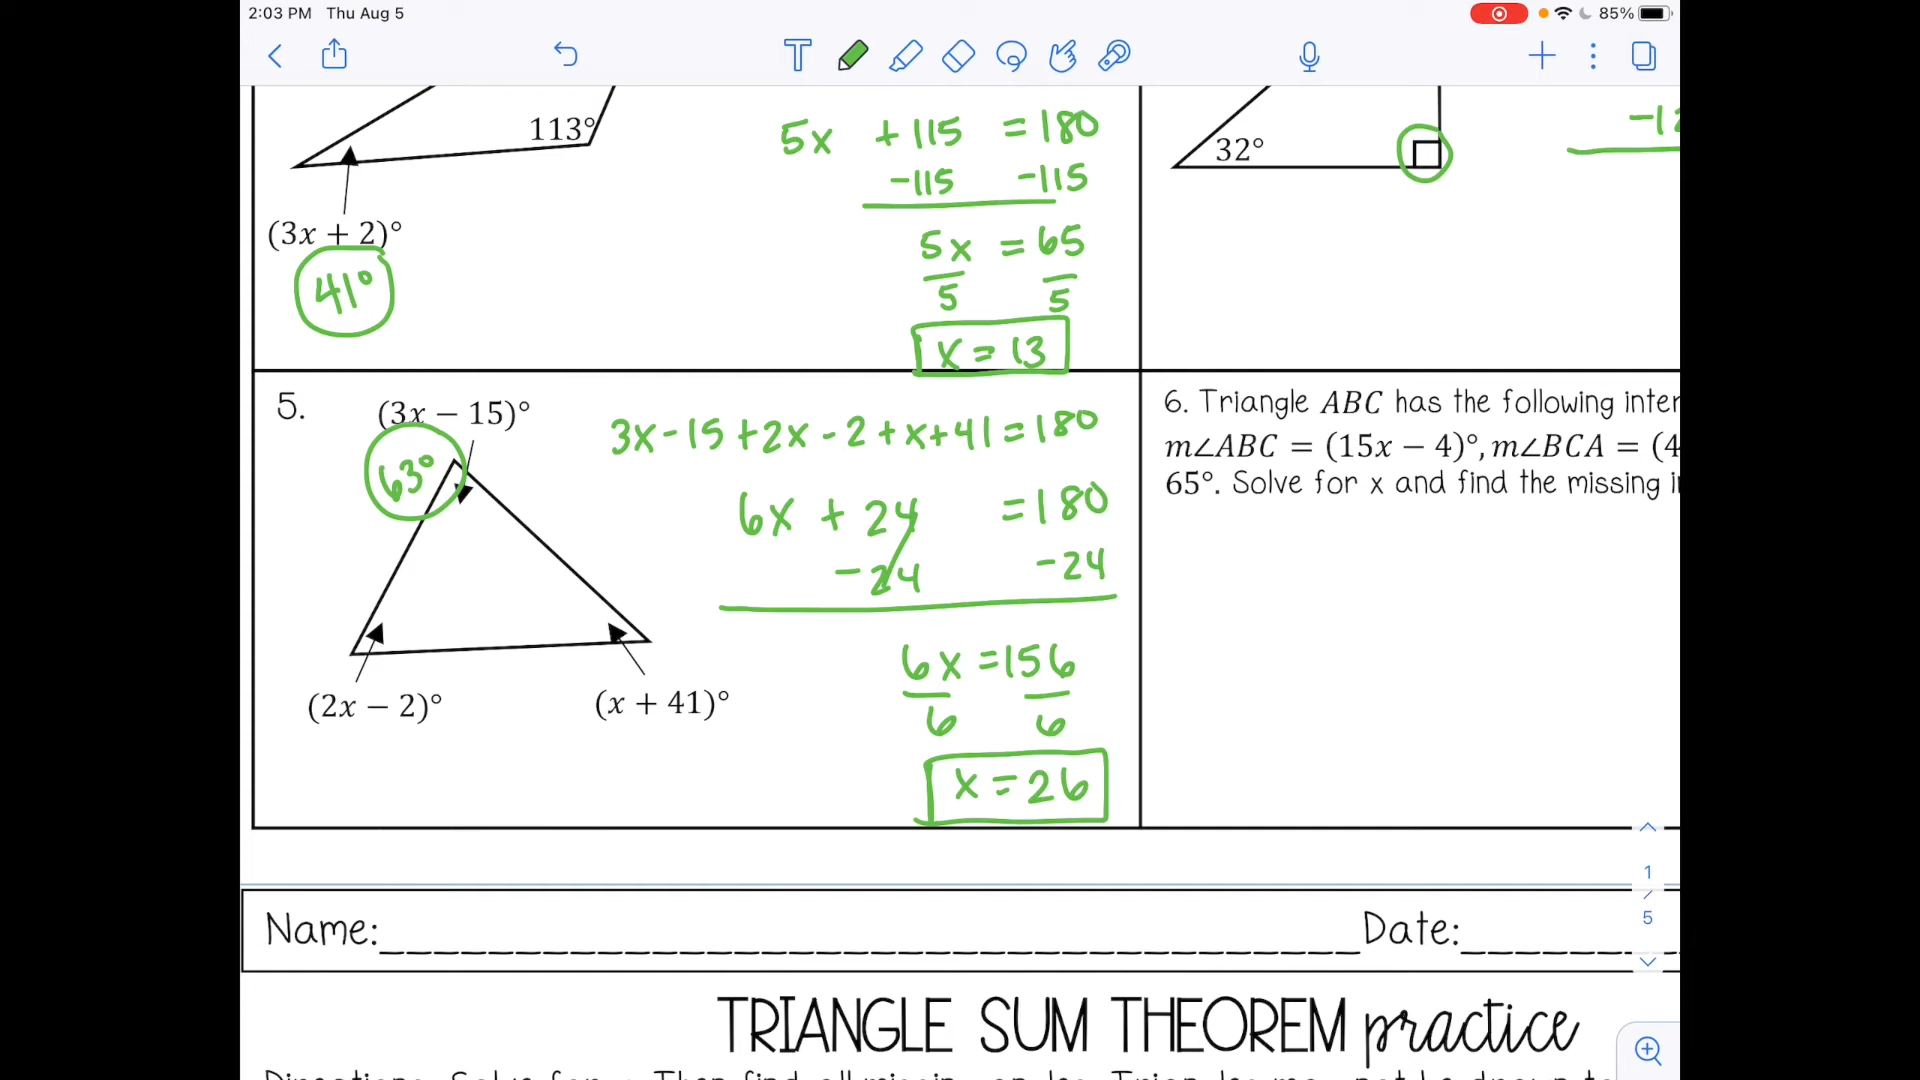 2:03 PM Thu Aug 5
85%
113°
(3x + 2)°
41°
5x + 115 = 180
-115 -115
5x = 65
5 5
x = 13
32°
5.
(3x − 15)°
63°
(2x − 2)°
(x + 41)°
3x-15+2x-2+x+41=180
6x + 24 = 180
-24 -24
6x = 156
6 6
x = 26
6. Triangle ABC has the following
m∠ABC = (15x − 4)°, m∠BCA = (4
65°. Solve for x and find the missing
1
5
Name: Date:
TRIANGLE SUM THEOREM practice